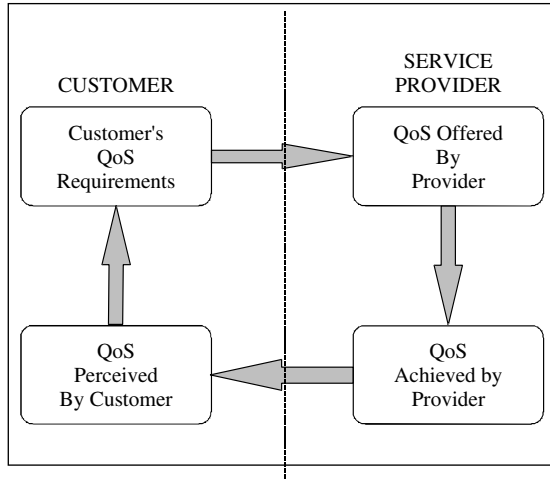 CUSTOMER
SERVICE
PROVIDER
Customer's
QoS
Requirements
QoS Offered
By
Provider
QoS
Perceived
By Customer
QoS
Achieved by
Provider